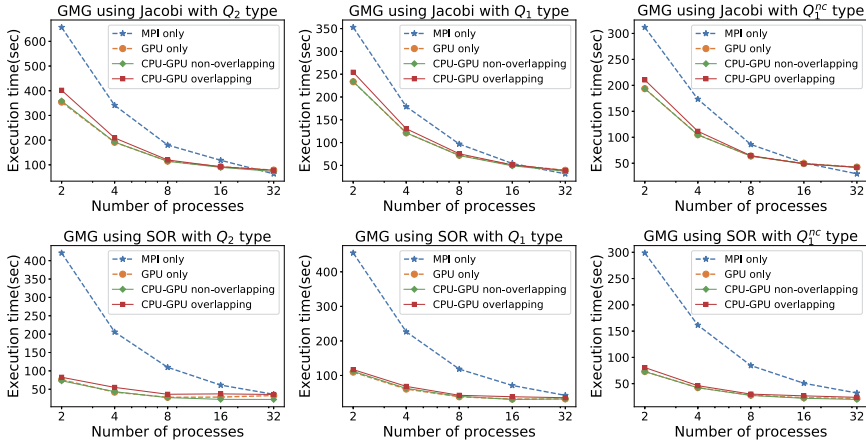 GMG using Jacobi with Q₂ type
MPI only
GPU only
CPU-GPU non-overlapping
CPU-GPU overlapping
Execution time(sec)
600
500
400
300
200
100
2 4 8 16 32
Number of processes
GMG using Jacobi with Q₁ type
MPI only
GPU only
CPU-GPU non-overlapping
CPU-GPU overlapping
Execution time(sec)
350
300
250
200
150
100
50
2 4 8 16 32
Number of processes
GMG using Jacobi with Q₁ⁿᶜ type
MPI only
GPU only
CPU-GPU non-overlapping
CPU-GPU overlapping
Execution time(sec)
300
250
200
150
100
50
2 4 8 16 32
Number of processes
GMG using SOR with Q₂ type
MPI only
GPU only
CPU-GPU non-overlapping
CPU-GPU overlapping
Execution time(sec)
400
350
300
250
200
150
100
50
2 4 8 16 32
Number of processes
GMG using SOR with Q₁ type
MPI only
GPU only
CPU-GPU non-overlapping
CPU-GPU overlapping
Execution time(sec)
400
300
200
100
2 4 8 16 32
Number of processes
GMG using SOR with Q₁ⁿᶜ type
MPI only
GPU only
CPU-GPU non-overlapping
CPU-GPU overlapping
Execution time(sec)
300
250
200
150
100
50
2 4 8 16 32
Number of processes